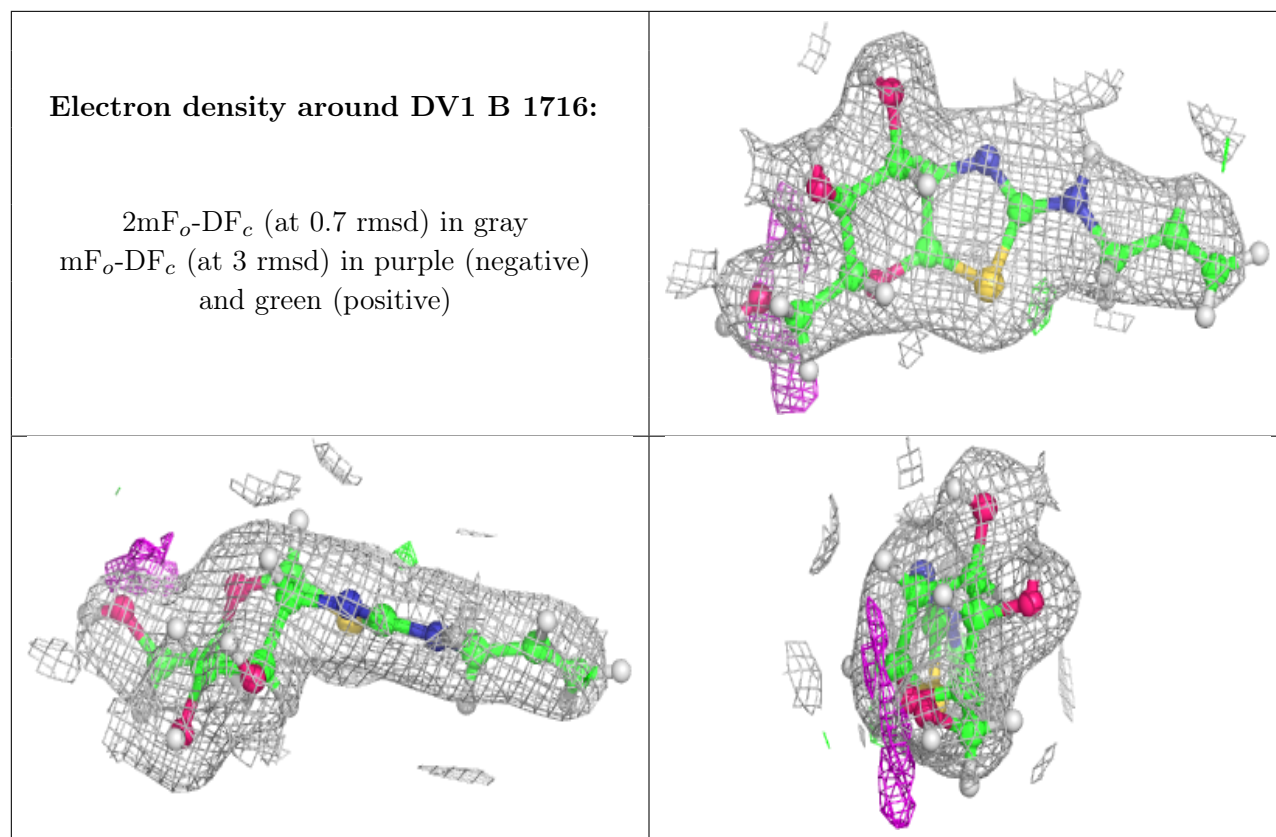 Electron density around DV1 B 1716:
2mFₒ-DF𝑐 (at 0.7 rmsd) in gray
mFₒ-DF𝑐 (at 3 rmsd) in purple (negative)
and green (positive)